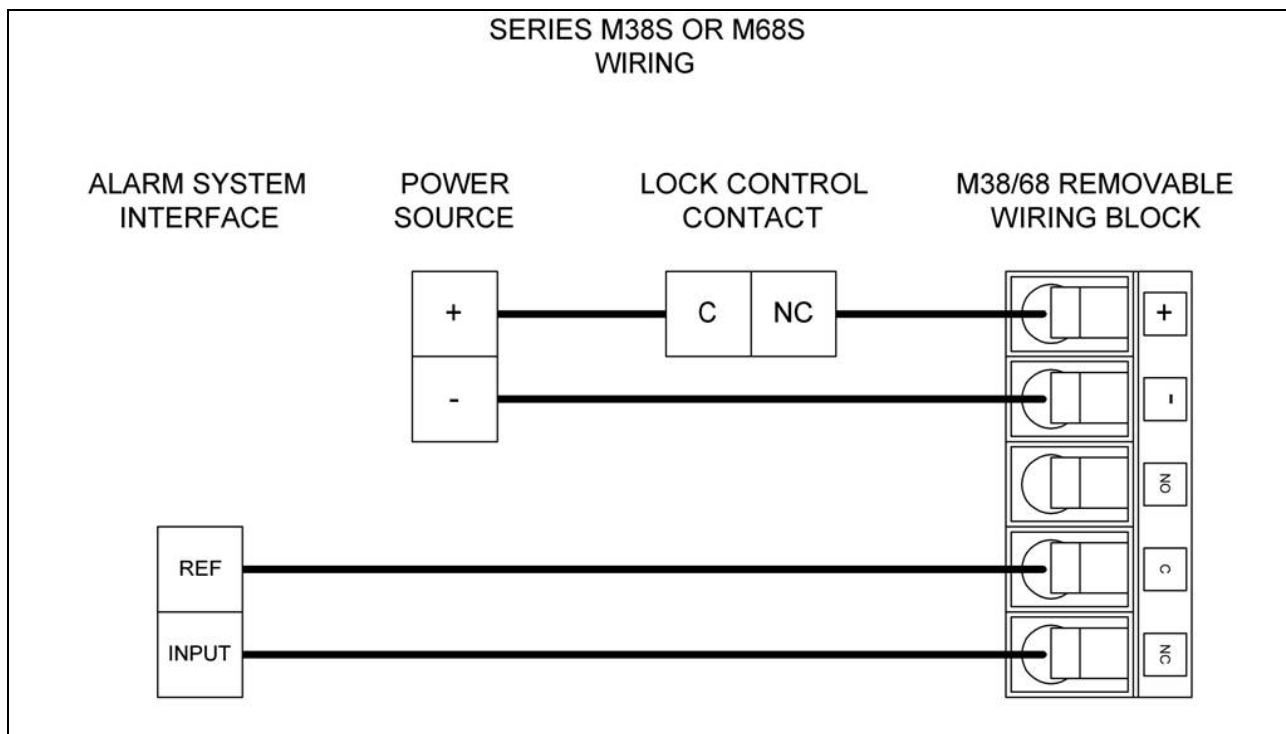 SERIES M38S OR M68S
WIRING
ALARM SYSTEM
INTERFACE
POWER
SOURCE
LOCK CONTROL
CONTACT
M38/68 REMOVABLE
WIRING BLOCK
+
-
C
NC
+
-
NO
C
NC
REF
INPUT